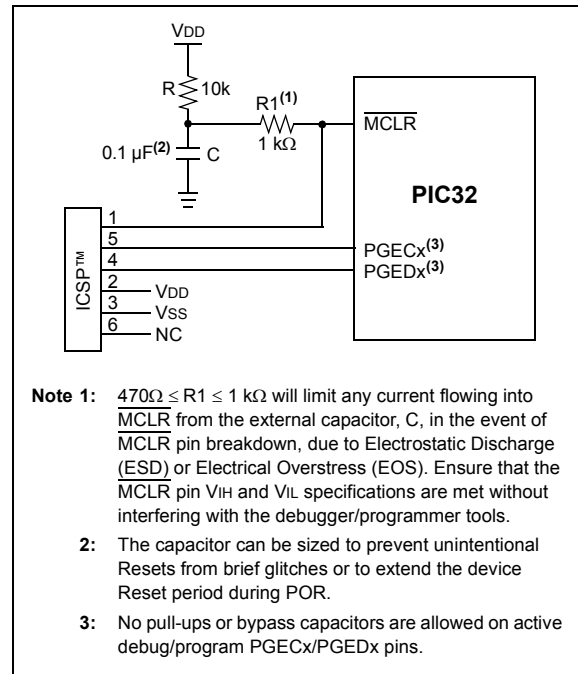 VDD
R 10k
R1(1)
1 kΩ
0.1 µF(2) C
MCLR
PIC32
ICSP™
1
5
4
2
3
6
PGECx(3)
PGEDx(3)
VDD
VSS
NC
Note 1: 470Ω ≤ R1 ≤ 1 kΩ will limit any current flowing into
MCLR from the external capacitor, C, in the event of
MCLR pin breakdown, due to Electrostatic Discharge
(ESD) or Electrical Overstress (EOS). Ensure that the
MCLR pin VIH and VIL specifications are met without
interfering with the debugger/programmer tools.
2: The capacitor can be sized to prevent unintentional
Resets from brief glitches or to extend the device
Reset period during POR.
3: No pull-ups or bypass capacitors are allowed on active
debug/program PGECx/PGEDx pins.